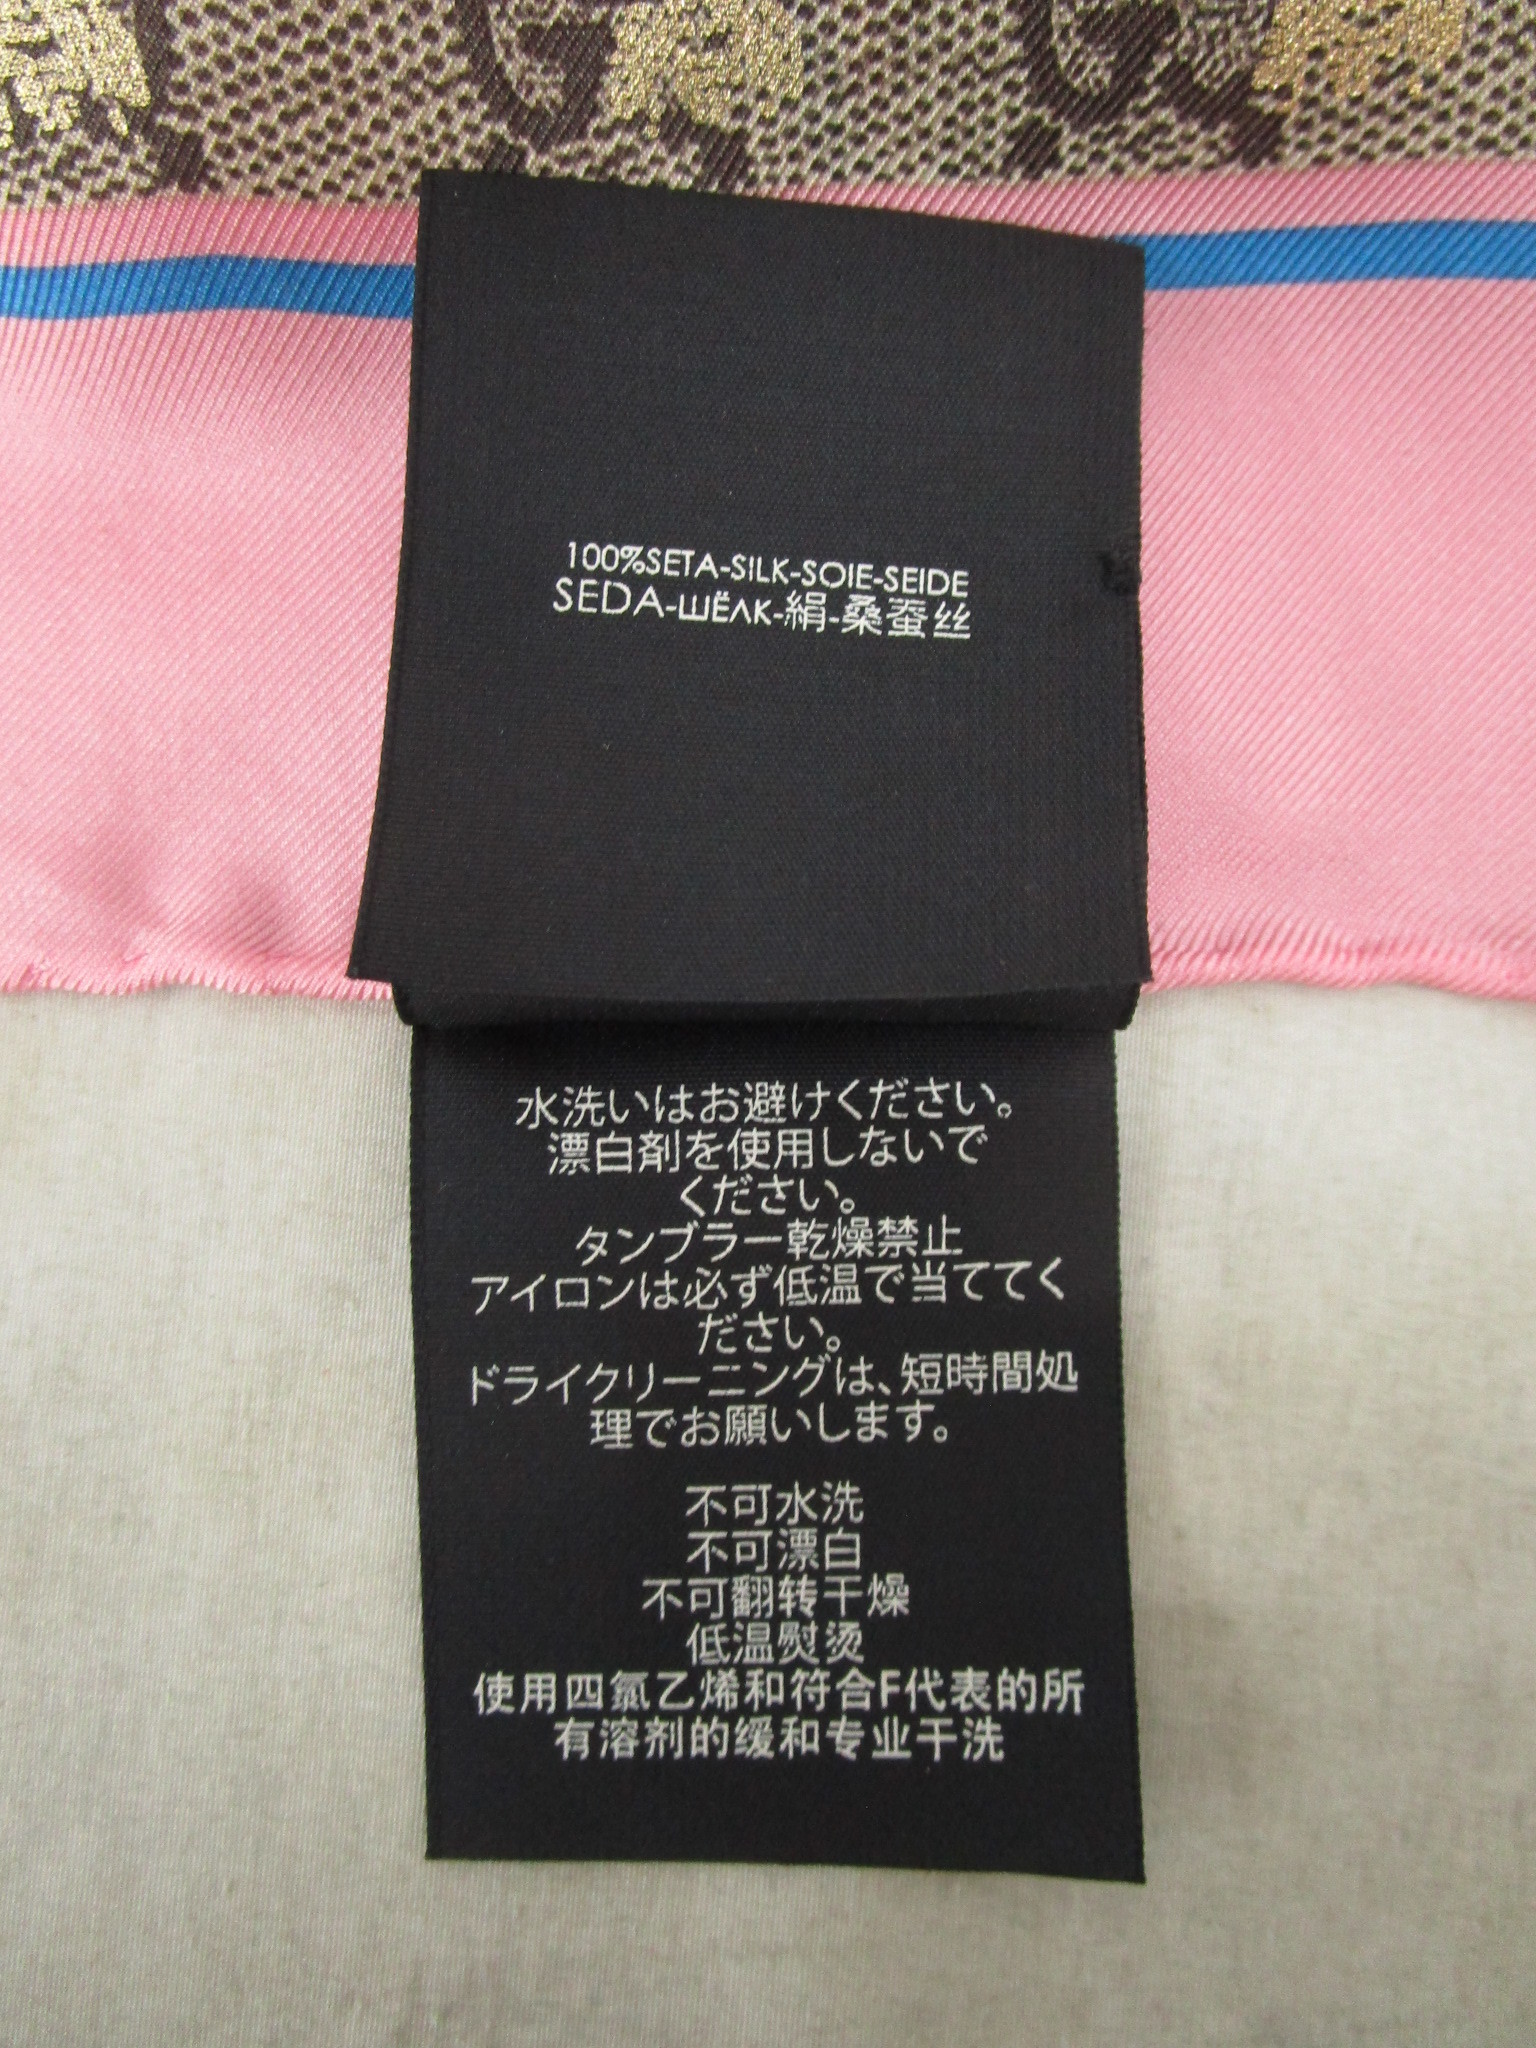 100%SETA-SILK-SOIE-SEIDE
SEDA-ШЁЛК-絹-桑蚕丝
水洗いはお避けください。
漂白剤を使用しないで
ください。
タンブラー乾燥禁止
アイロンは必ず低温で当ててく
ださい。
ドライクリーニングは、短時間処
理でお願いします。
不可水洗
不可漂白
不可翻转干燥
低温熨烫
使用四氯乙烯和符合F代表的所
有溶剂的缓和专业干洗